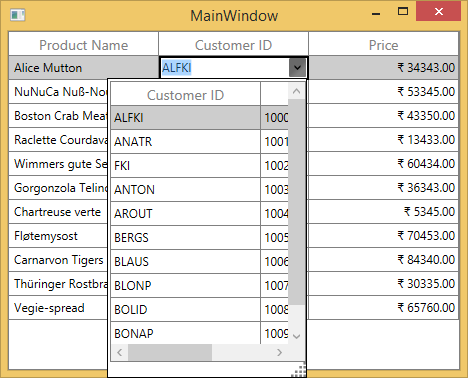 MainWindow
Product Name Customer ID Price
Alice Mutton ALFKI ₹ 34343.00
NuNuCa Nuß-Nou ₹ 53345.00
Boston Crab Meat ₹ 43350.00
Raclette Courdava ₹ 13433.00
Wimmers gute Se ₹ 60434.00
Gorgonzola Telino ₹ 36343.00
Chartreuse verte ₹ 5345.00
Fløtemysost ₹ 70453.00
Carnarvon Tigers ₹ 84340.00
Thüringer Rostbra ₹ 30335.00
Vegie-spread ₹ 65760.00
Customer ID
ALFKI 1000
ANATR 1001
FKI 1002
ANTON 1003
AROUT 1004
BERGS 1005
BLAUS 1006
BLONP 1007
BOLID 1008
BONAP 1009